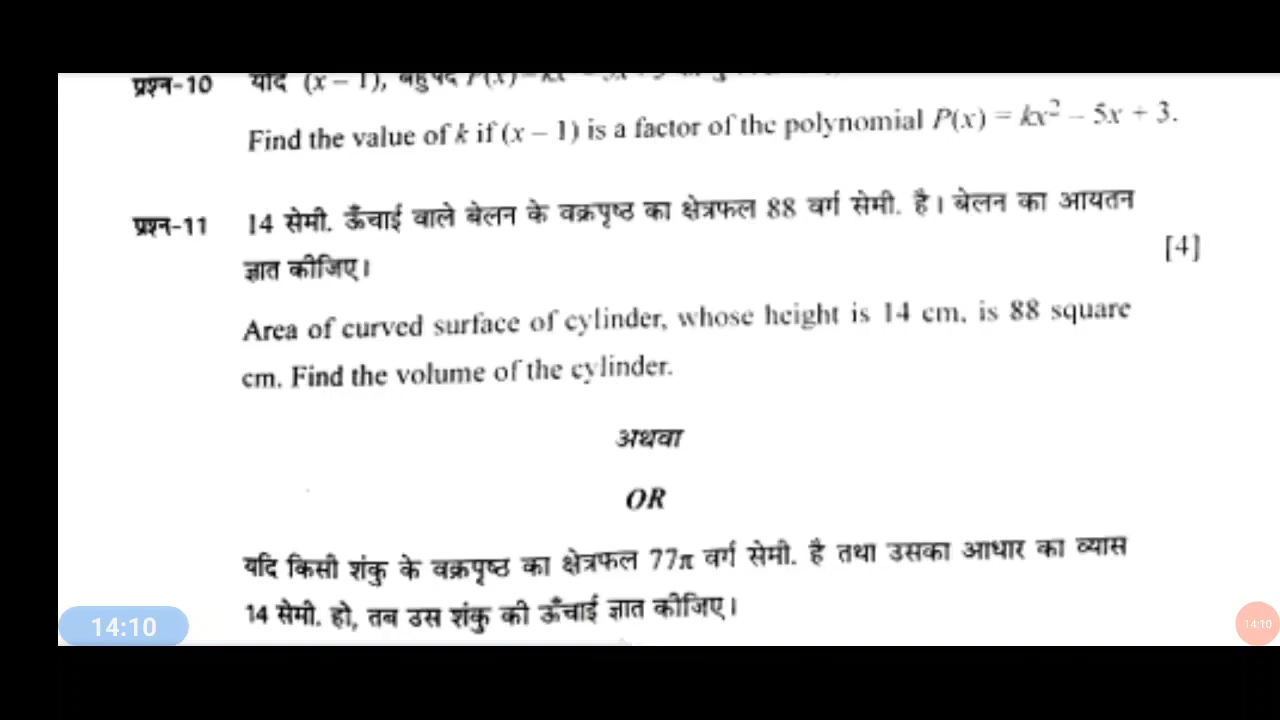 प्रश्न-10 यदि (x – 1), बहुपद P(x)
Find the value of k if (x – 1) is a factor of the polynomial P(x) = kx² – 5x + 3.
प्रश्न-11 14 सेमी. ऊँचाई वाले बेलन के वक्रपृष्ठ का क्षेत्रफल 88 वर्ग सेमी. है। बेलन का आयतन
ज्ञात कीजिए।
[4]
Area of curved surface of cylinder, whose height is 14 cm. is 88 square
cm. Find the volume of the cylinder.
अथवा
OR
यदि किसी शंकु के वक्रपृष्ठ का क्षेत्रफल 77π वर्ग सेमी. है तथा उसका आधार का व्यास
14 सेमी. हो, तब उस शंकु की ऊँचाई ज्ञात कीजिए।
14:10
14:10